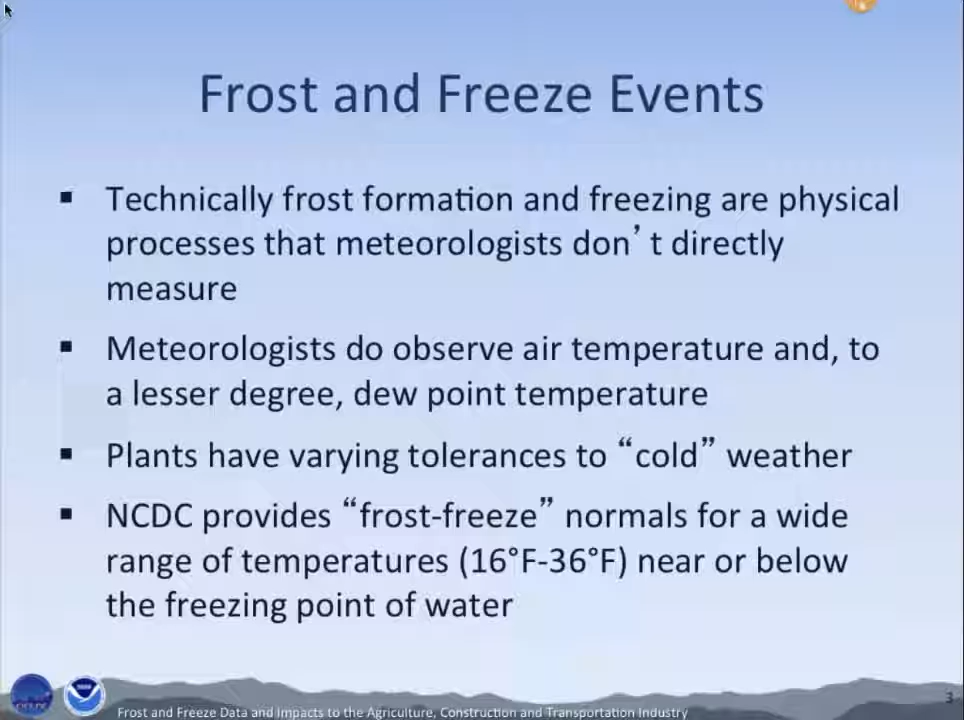 Frost and Freeze Events
▪ Technically frost formation and freezing are physical
processes that meteorologists don’t directly
measure
▪ Meteorologists do observe air temperature and, to
a lesser degree, dew point temperature
▪ Plants have varying tolerances to “cold” weather
▪ NCDC provides “frost-freeze” normals for a wide
range of temperatures (16°F-36°F) near or below
the freezing point of water
Frost and Freeze Data and Impacts to the Agriculture, Construction and Transportation Industry
3